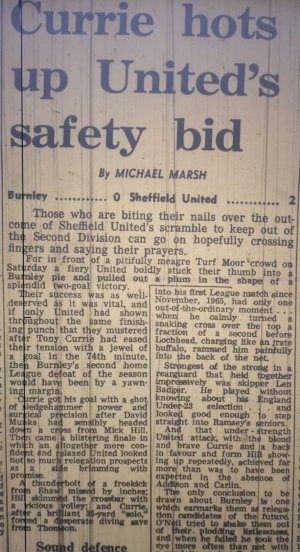 Currie hots
up United's
safety bid
By MICHAEL MARSH
Burnley ............ 0 Sheffield United ............ 2
Those who are biting their nails over the out-
come of Sheffield United's scramble to keep out of
the Second Division can go on hopefully crossing
fingers and saying their prayers.
For in front of a pitifully meagre Turf Moor crowd on
Saturday a fiery United boldly stuck their thumb into a
Burnley pie and pulled out a plum in the shape of a
splendid two-goal victory.
Their success was as well-
deserved as it was vital, and
if only United had shown
throughout the same finish-
ing punch that they mustered
after Tony Currie had eased
their tension with a jewel of
a goal in the 74th minute,
then Burnley's second home
League defeat of the season
would have been by a yawn-
ing margin.
Currie got his goal with a shot
of sledgehammer power and
surgical precision after David
Munks had sensibly headed
down a cross from Mick Hill.
Then came a blistering finale in
which an altogether more con-
fident and relaxed United looked
not so much relegation prospects
as a side brimming with
promise.
A thunderbolt of a freekick
from Shaw missed by inches;
Hill skimmed the crossbar with
a vicious volley; and Currie,
after a brilliant 35-yard "solo,"
forced a desperate diving save
from Thomson.
Sound defence
into his first League match since
November, 1965, had only one
out-of-the-ordinary moment . . .
when he calmly turned a
snaking cross over the top a
fraction of a second before
Lochhead, charging like an irate
buffalo, rammed him painfully
into the back of the net.
Strongest of the strong in a
rearguard that held together
impressively was skipper Len
Badger. He played without
knowing about his England
Under-23 selection . . . and
looked good enough to step
straight into Ramsey's seniors.
And that under-strength
United attack, with the blond
and brave Currie and a back
in favour and form Hill show-
ing up repeatedly, achieved far
more than was to have been
expected in the absence of
Addison and Carlin.
The only conclusion to be
drawn about Burnley is one
which earmarks them as relega-
tion candidates of the future.
O'Neil tried to shake them out
of their plodding listlessness,
and when he fulled he took the
eye more often than not with